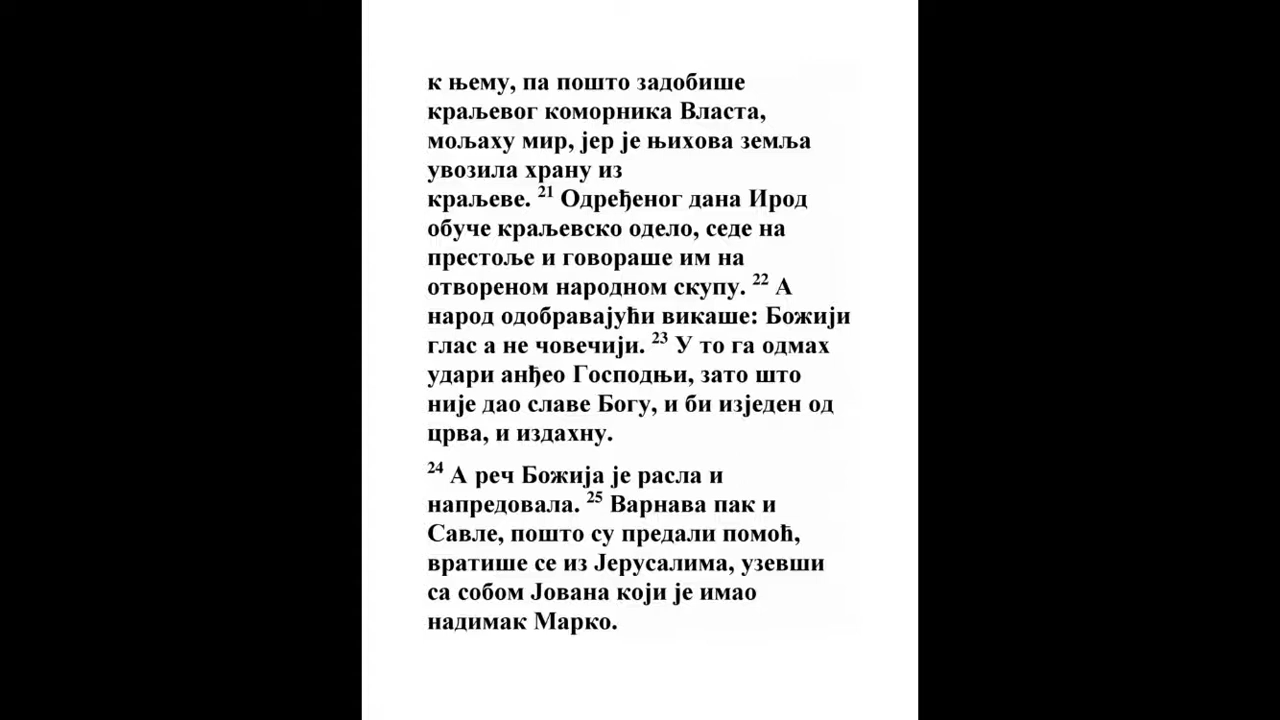 к њему, па пошто задобише
краљевог коморника Власта,
мољаху мир, јер је њихова земља
увозила храну из
краљеве. 21 Одређеног дана Ирод
обуче краљевско одело, седе на
престоље и говораше им на
отвореном народном скупу. 22 А
народ одобравајући викаше: Божији
глас а не човечији. 23 У то га одмах
удари анђео Господњи, зато што
није дао славе Богу, и би изједен од
црва, и издахну.
24 А реч Божија је расла и
напредовала. 25 Варнава пак и
Савле, пошто су предали помоћ,
вратише се из Јерусалима, узевши
са собом Јована који је имао
надимак Марко.